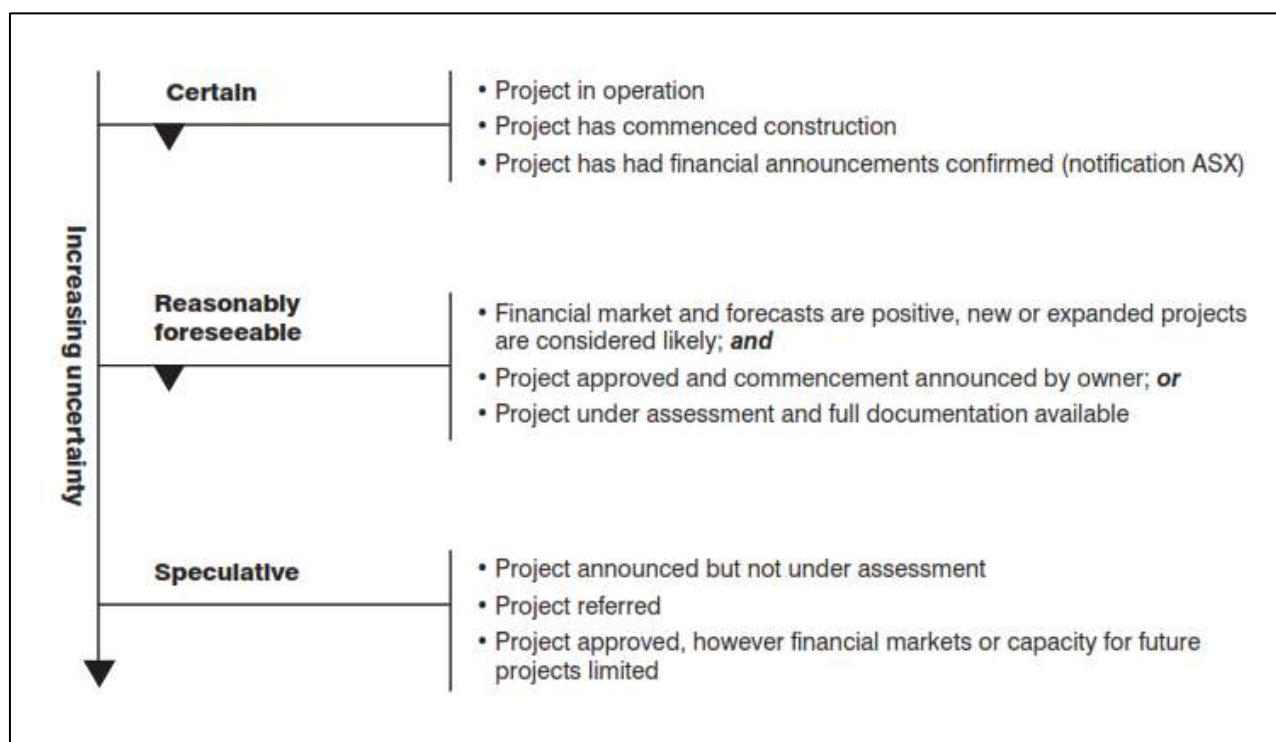 Increasing uncertainty
Certain
• Project in operation
• Project has commenced construction
• Project has had financial announcements confirmed (notification ASX)
Reasonably
foreseeable
• Financial market and forecasts are positive, new or expanded projects
are considered likely; and
• Project approved and commencement announced by owner; or
• Project under assessment and full documentation available
Speculative
• Project announced but not under assessment
• Project referred
• Project approved, however financial markets or capacity for future
projects limited